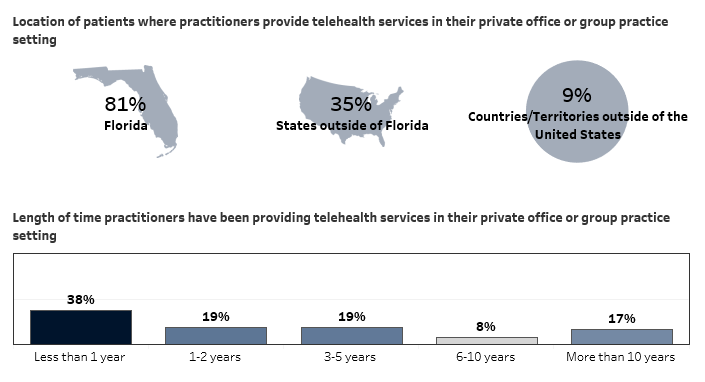 Location of patients where practitioners provide telehealth services in their private office or group practice
setting
81%
Florida
35%
States outside of Florida
9%
Countries/Territories outside of the
United States
Length of time practitioners have been providing telehealth services in their private office or group practice
setting
38%
19%
19%
8%
17%
Less than 1 year
1-2 years
3-5 years
6-10 years
More than 10 years